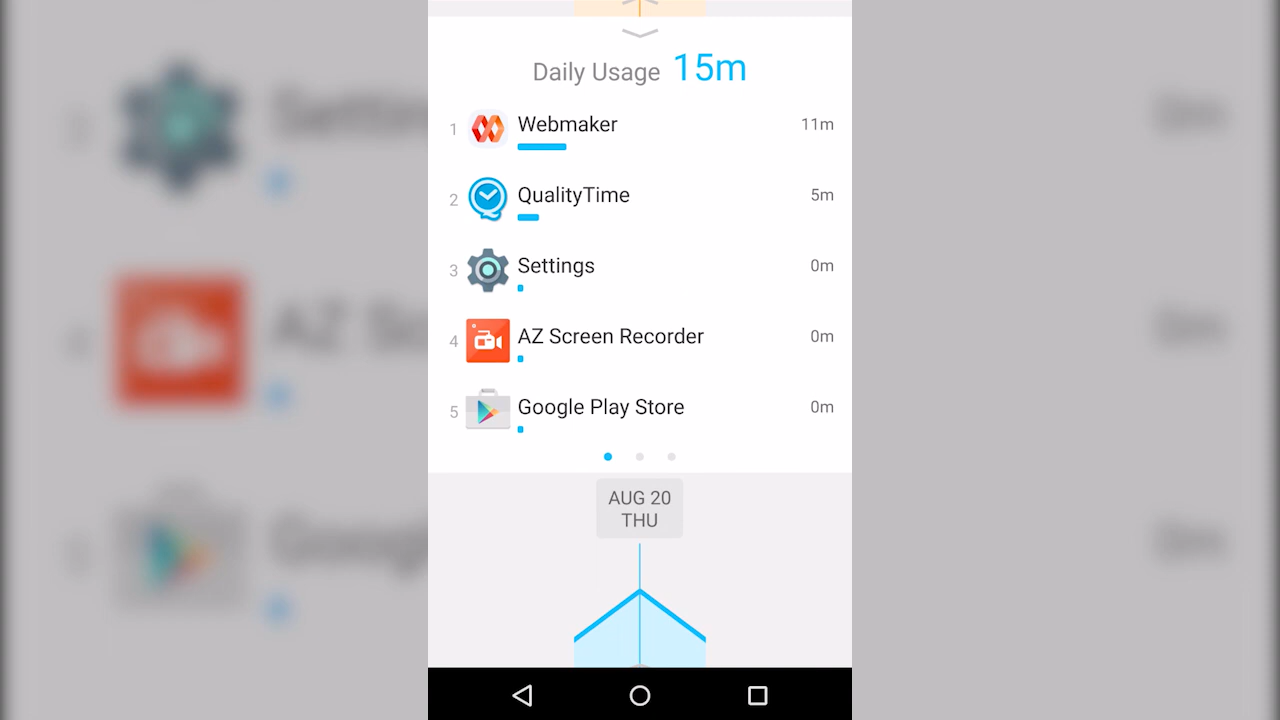 Daily Usage 15m
1 Webmaker 11m
2 QualityTime 5m
3 Settings 0m
4 AZ Screen Recorder 0m
5 Google Play Store 0m
AUG 20
THU